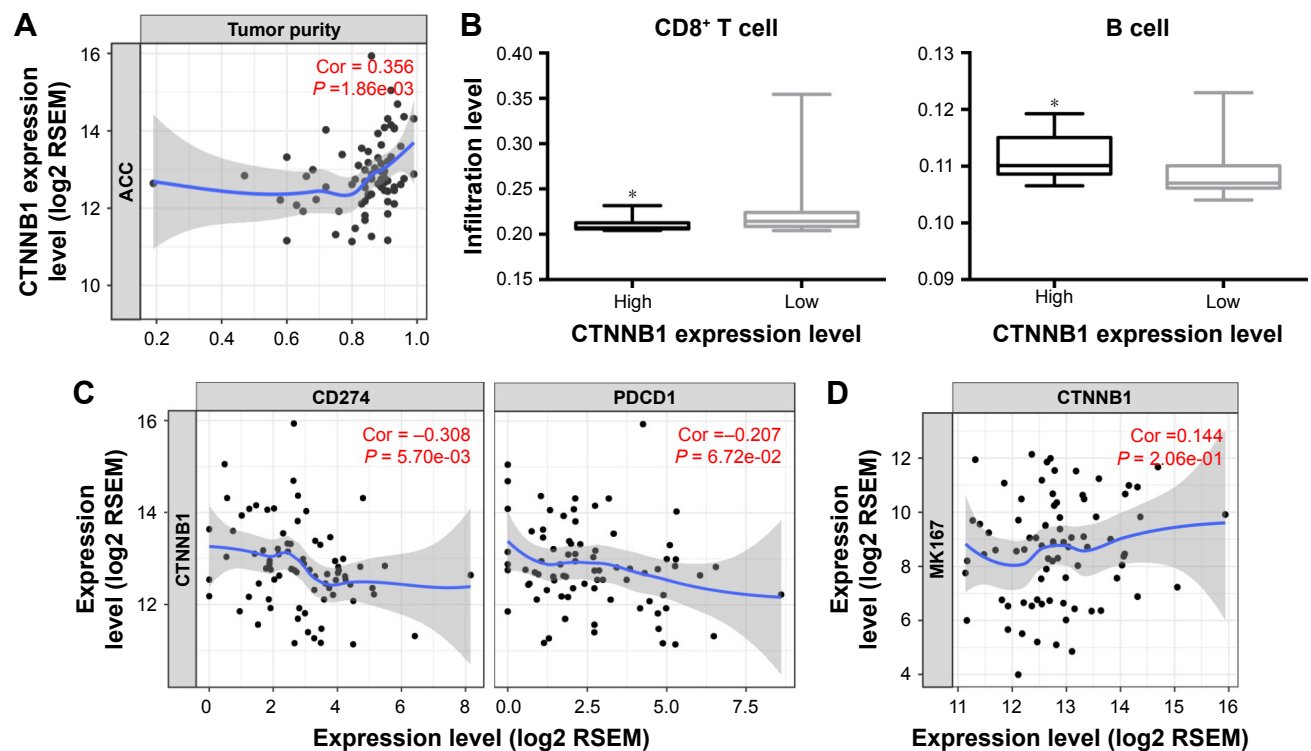 A
Tumor purity
ACC
CTNNB1 expression
level (log2 RSEM)
16
14
12
10
0.2
0.4
0.6
0.8
1.0
Cor = 0.356
P =1.86e-03
B
CD8⁺ T cell
Infiltration level
0.40
0.35
0.30
0.25
0.20
0.15
*
High
Low
CTNNB1 expression level
B cell
0.13
0.12
0.11
0.10
0.09
*
High
Low
CTNNB1 expression level
C
CD274
PDCD1
CTNNB1
Expression
level (log2 RSEM)
16
14
12
Cor = –0.308
P = 5.70e-03
Cor =–0.207
P = 6.72e-02
0
2
4
6
8
0.0
2.5
5.0
7.5
Expression level (log2 RSEM)
D
CTNNB1
MK167
Expression
level (log2 RSEM)
12
10
8
6
4
Cor =0.144
P = 2.06e-01
11
12
13
14
15
16
Expression level (log2 RSEM)